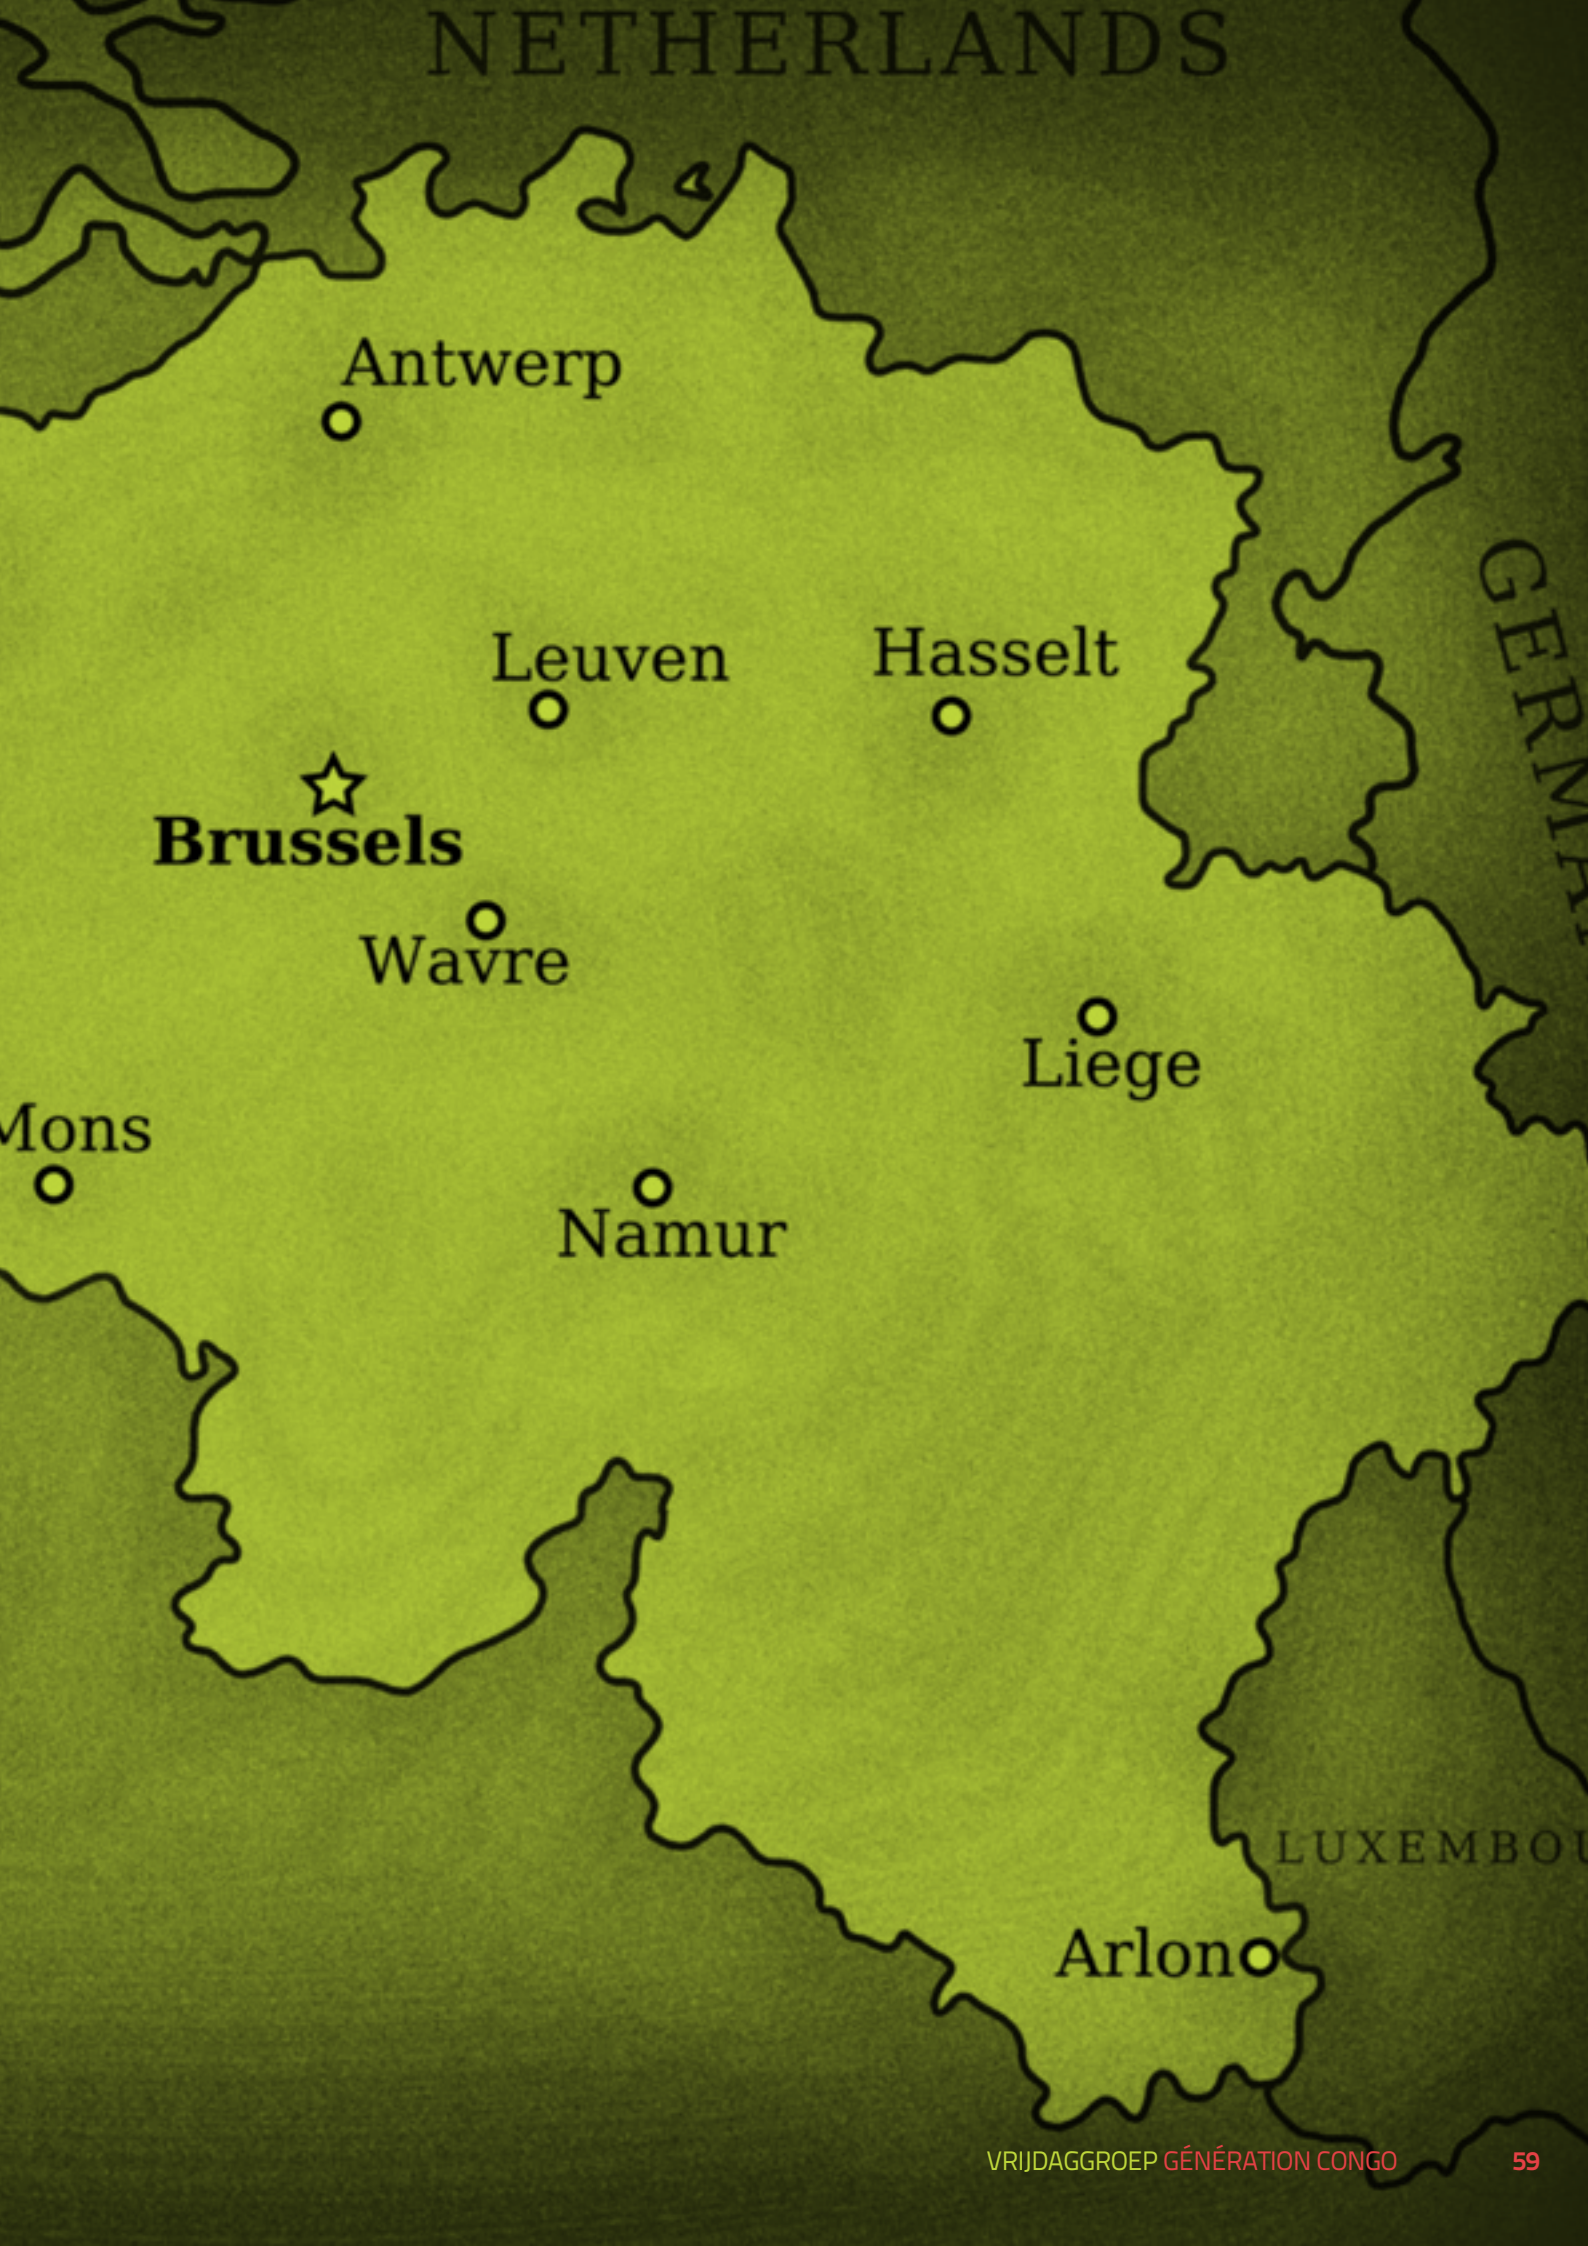 NETHERLANDS
Antwerp
Leuven
Hasselt
Brussels
Wavre
Liege
Mons
Namur
Arlon
VRIJDAGGROEP GÉNÉRATION CONGO 59